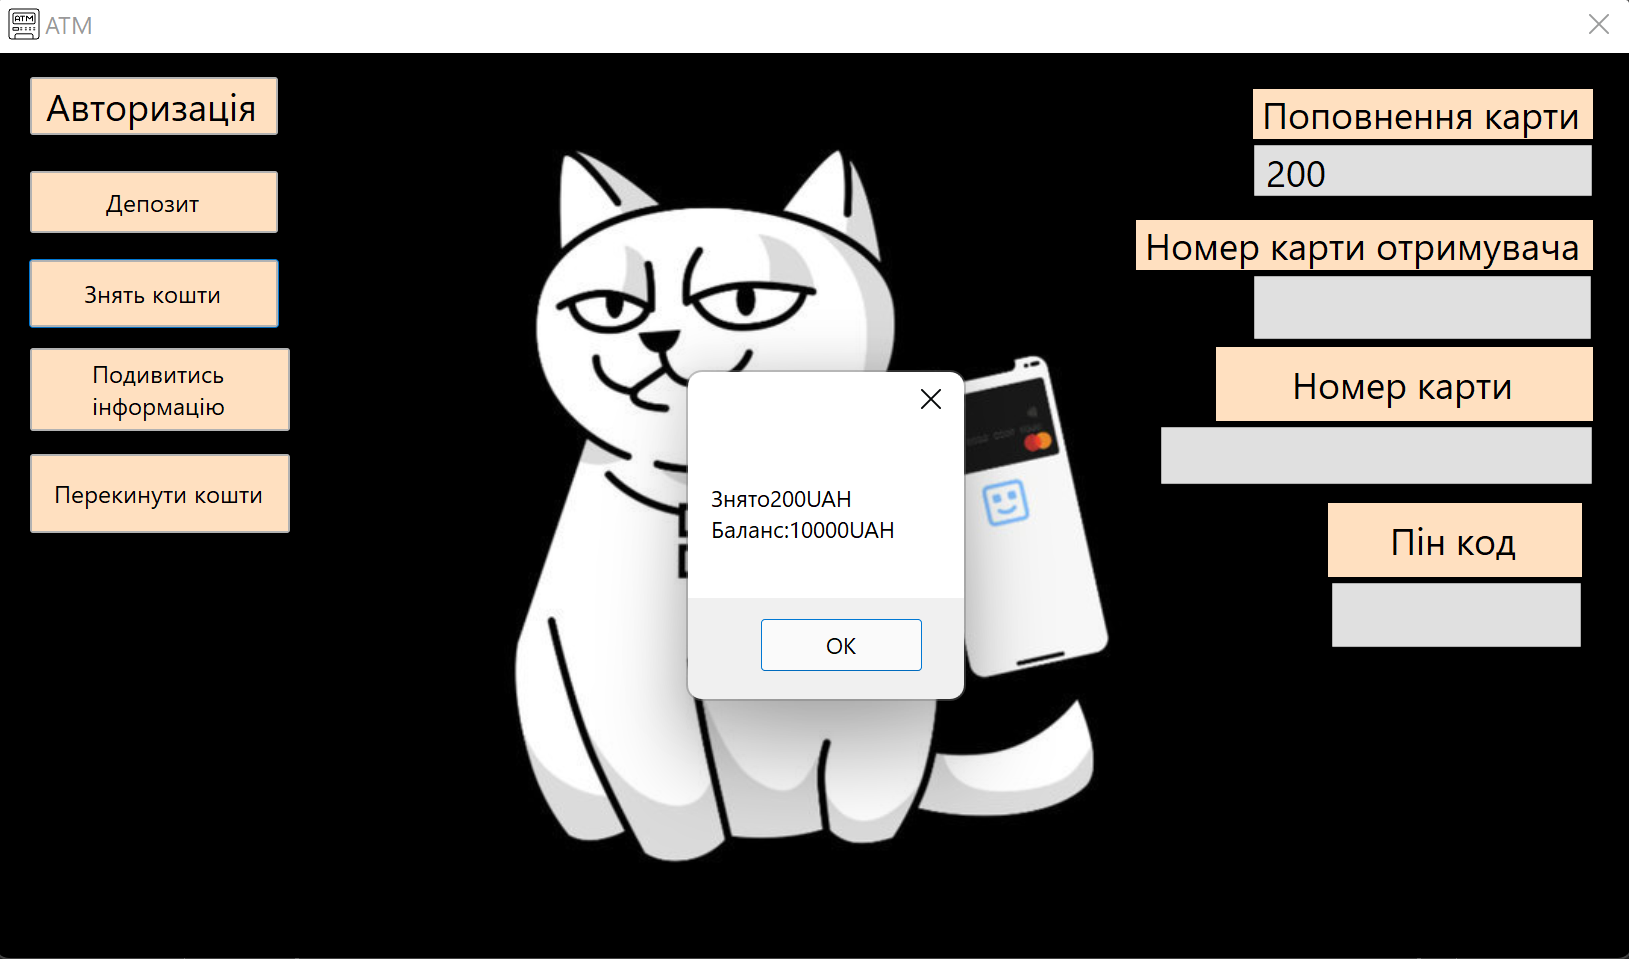 ATM
Авторизація
Депозит
Знять кошти
Подивитись
інформацію
Перекинути кошти
Поповнення карти
200
Номер карти отримувача
Номер карти
Пін код
Знято200UAH
Баланс:10000UAH
OK